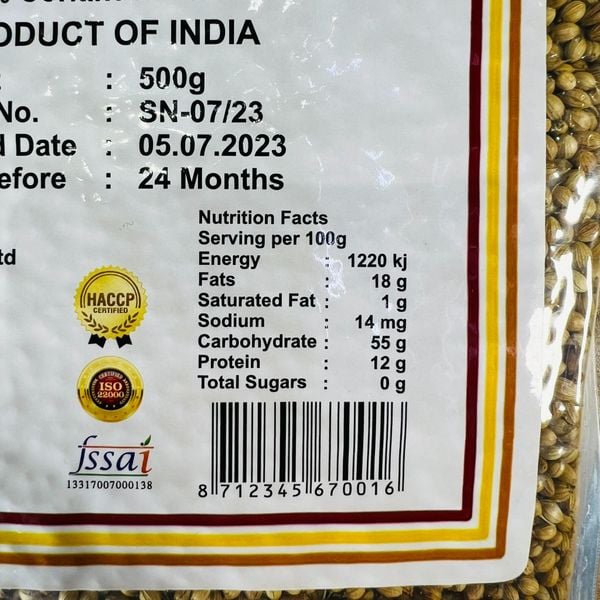 ODUCT OF INDIA
: 500g
No. : SN-07/23
d Date : 05.07.2023
efore : 24 Months
Nutrition Facts
Serving per 100g
Energy : 1220 kj
Fats : 18 g
Saturated Fat : 1 g
Sodium : 14 mg
Carbohydrate : 55 g
Protein : 12 g
Total Sugars : 0 g
td
HACCP
CERTIFIED
CERTIFIED
ISO
22000
fssai
13317007000138
8 712345 670016